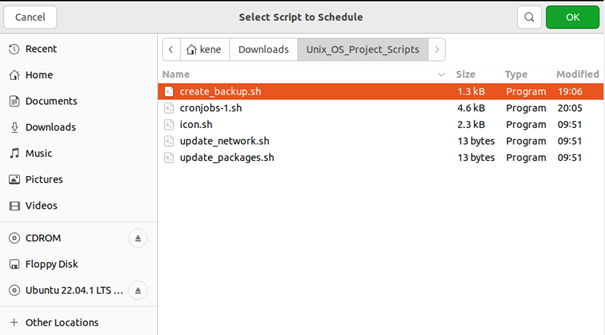 Cancel Select Script to Schedule OK
Recent
Home
Documents
Downloads
Music
Pictures
Videos
CDROM
Floppy Disk
Ubuntu 22.04.1 LTS ...
+ Other Locations
kene Downloads Unix_OS_Project_Scripts
Name Size Type Modified
create_backup.sh 1.3 kB Program 19:06
cronjobs-1.sh 4.6 kB Program 20:05
icon.sh 2.3 kB Program 09:51
update_network.sh 13 bytes Program 09:51
update_packages.sh 13 bytes Program 09:51